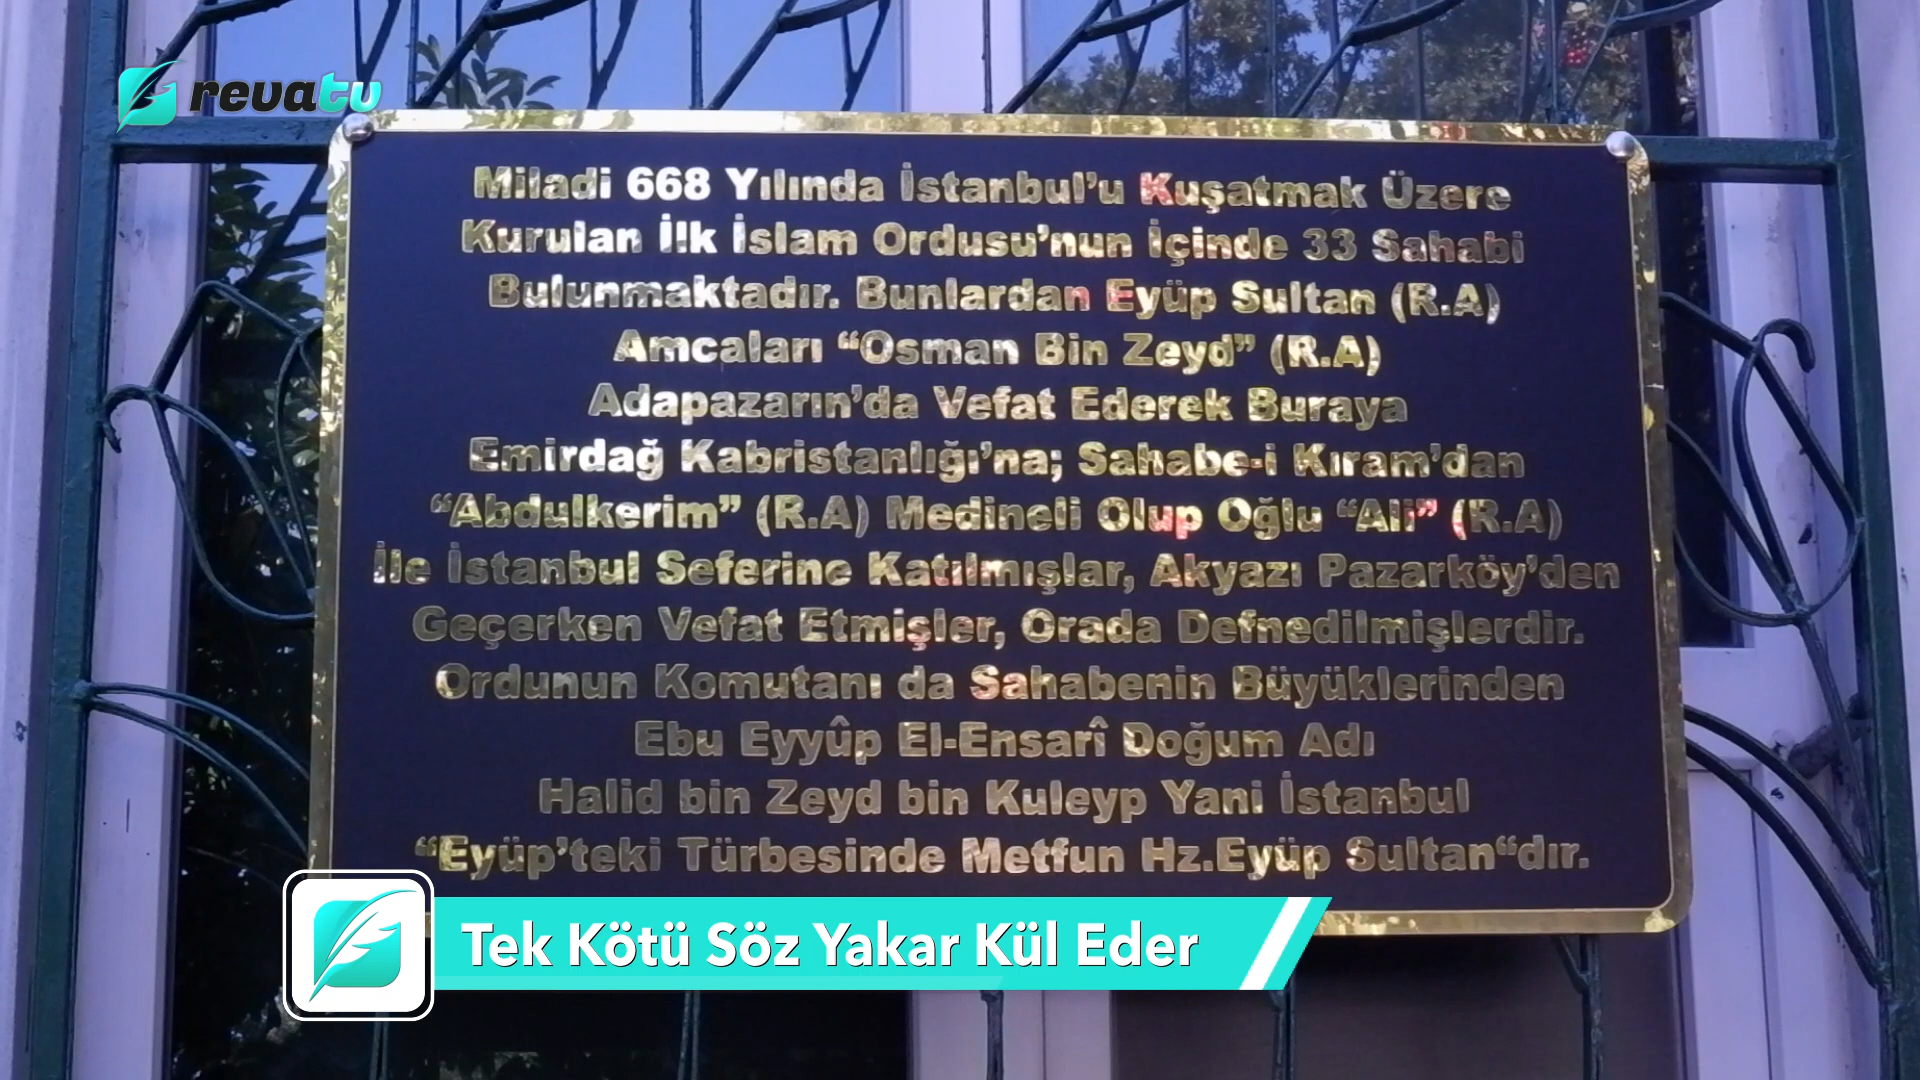 revatv
Miladi 668 Yılında İstanbul’u Kuşatmak Üzere
Kurulan İlk İslam Ordusu’nun İçinde 33 Sahabi
Bulunmaktadır. Bunlardan Eyüp Sultan (R.A)
Amcaları “Osman Bin Zeyd” (R.A)
Adapazarın’da Vefat Ederek Buraya
Emirdağ Kabristanlığı’na; Sahabe-i Kıram’dan
“Abdulkerim” (R.A) Medineli Olup Oğlu “Ali” (R.A)
İle İstanbul Seferine Katılmışlar, Akyazı Pazarköy’den
Geçerken Vefat Etmişler, Orada Defnedilmişlerdir.
Ordunun Komutanı da Sahabenin Büyüklerinden
Ebu Eyyûp El-Ensarî Doğum Adı
Halid bin Zeyd bin Kuleyp Yani İstanbul
“Eyüp’teki Türbesinde Metfun Hz.Eyüp Sultan“dır.
Tek Kötü Söz Yakar Kül Eder